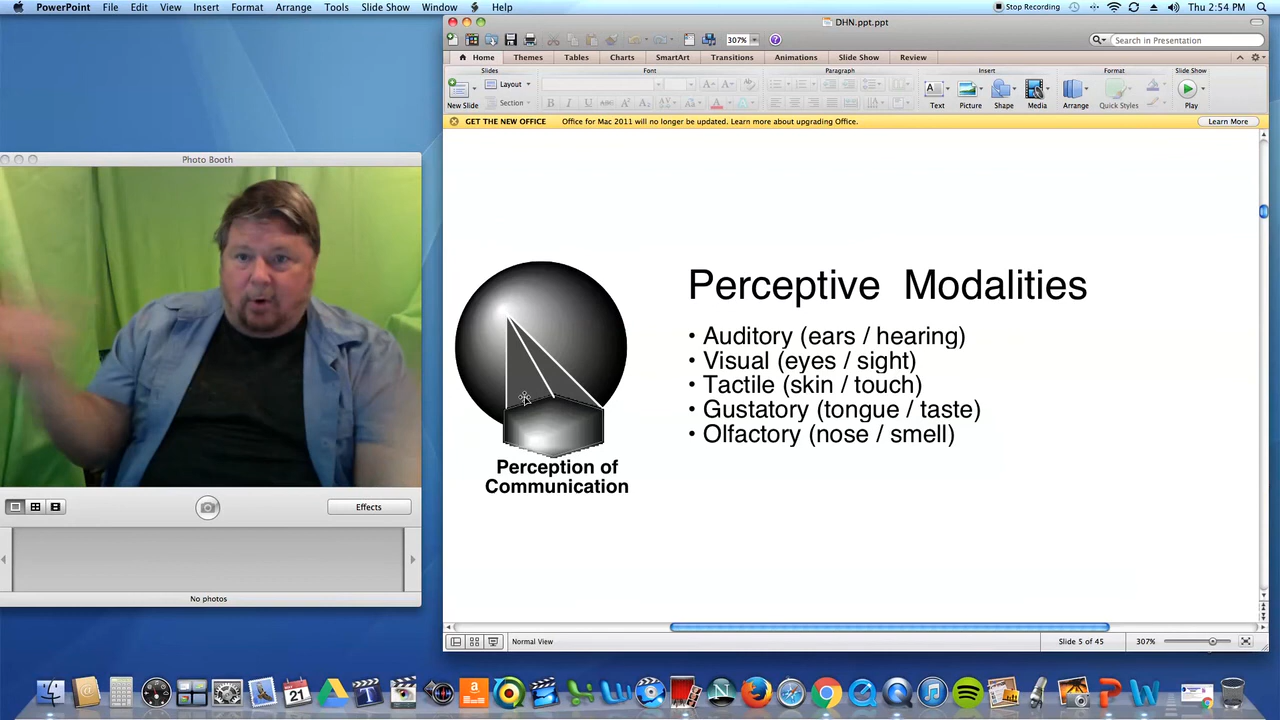 PowerPoint File Edit View Insert Format Arrange Tools Slide Show Window Help
Stop Recording Thu 2:54 PM
DHN.ppt.ppt
307%
Search in Presentation
Home Themes Tables Charts SmartArt Transitions Animations Slide Show Review
Slides Font Paragraph Insert Format Slide Show
New Slide Layout Section
B I U ABC
Text Picture Shape Media Arrange Quick Styles Play
GET THE NEW OFFICE Office for Mac 2011 will no longer be updated. Learn more about upgrading Office. Learn More
Photo Booth
Effects
No photos
Perceptive Modalities
• Auditory (ears / hearing)
• Visual (eyes / sight)
• Tactile (skin / touch)
• Gustatory (tongue / taste)
• Olfactory (nose / smell)
Perception of
Communication
Normal View Slide 5 of 45 307%
21